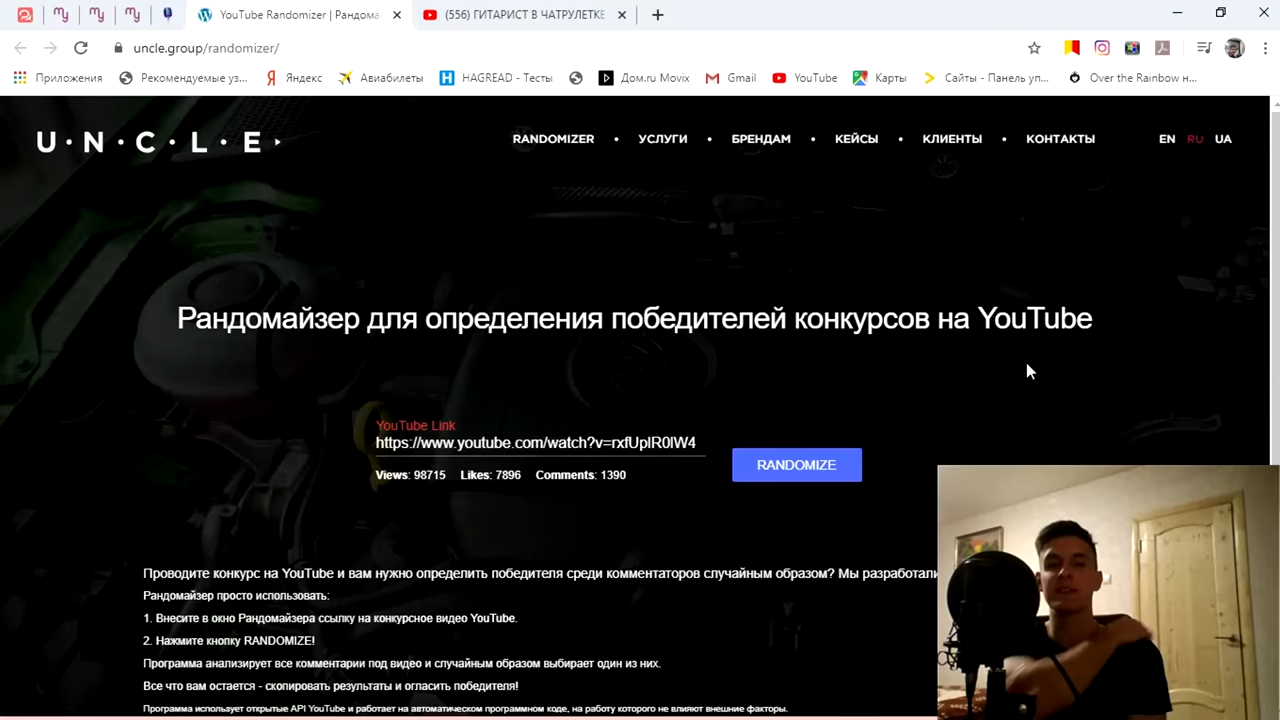 YouTube Randomizer | Рандома
(556) ГИТАРИСТ В ЧАТРУЛЕТКЕ
uncle.group/randomizer/
Приложения
Рекомендуемые уз...
Яндекс
Авиабилеты
HAGREAD - Тесты
Дом.ru Movix
Gmail
YouTube
Карты
Сайты - Панель уп...
Over the Rainbow н...
U·N·C·L·E
RANDOMIZER • УСЛУГИ • БРЕНДАМ • КЕЙСЫ • КЛИЕНТЫ • КОНТАКТЫ
EN RU UA
Рандомайзер для определения победителей конкурсов на YouTube
YouTube Link
https://www.youtube.com/watch?v=rxfUplR0lW4
RANDOMIZE
Views: 98715 Likes: 7896 Comments: 1390
Проводите конкурс на YouTube и вам нужно определить победителя среди комментаторов случайным образом? Мы разработали
Рандомайзер просто использовать:
1. Внесите в окно Рандомайзера ссылку на конкурсное видео YouTube.
2. Нажмите кнопку RANDOMIZE!
Программа анализирует все комментарии под видео и случайным образом выбирает один из них.
Все что вам остается - скопировать результаты и огласить победителя!
Программа использует открытые API YouTube и работает на автоматическом программном коде, на работу которого не влияют внешние факторы.